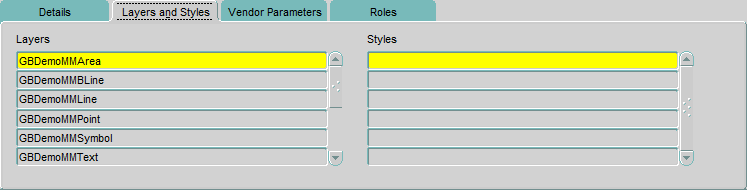 Details Layers and Styles Vendor Parameters Roles
Layers Styles
GBDemoMMArea
GBDemoMMBLine
GBDemoMMLine
GBDemoMMPoint
GBDemoMMSymbol
GBDemoMMText